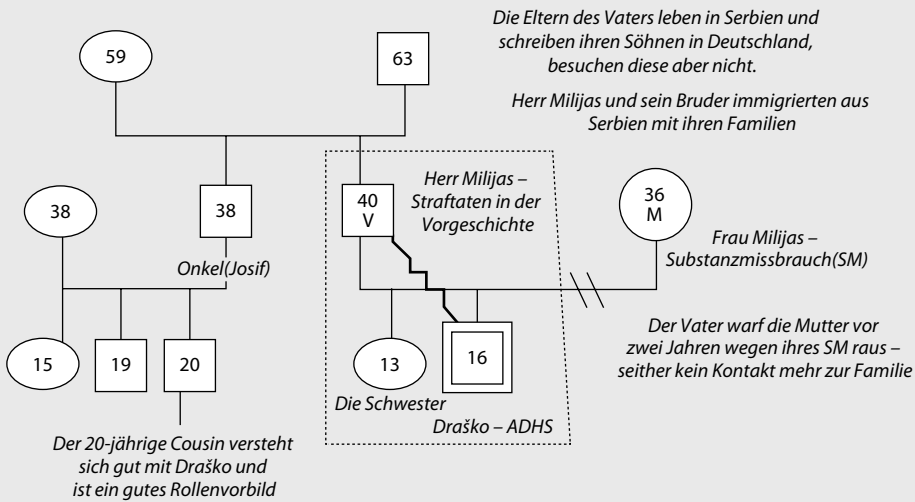 Die Eltern des Vaters leben in Serbien und
schreiben ihren Söhnen in Deutschland,
besuchen diese aber nicht.
59
63
Herr Milijas und sein Bruder immigrierten aus
Serbien mit ihren Familien
38
38
Onkel(Josif)
40
V
Herr Milijas –
Straftaten in der
Vorgeschichte
36
M
Frau Milijas –
Substanzmissbrauch(SM)
15
19
20
13
16
Die Schwester
Draško – ADHS
Der Vater warf die Mutter vor
zwei Jahren wegen ihres SM raus –
seither kein Kontakt mehr zur Familie
Der 20-jährige Cousin versteht
sich gut mit Draško und
ist ein gutes Rollenvorbild